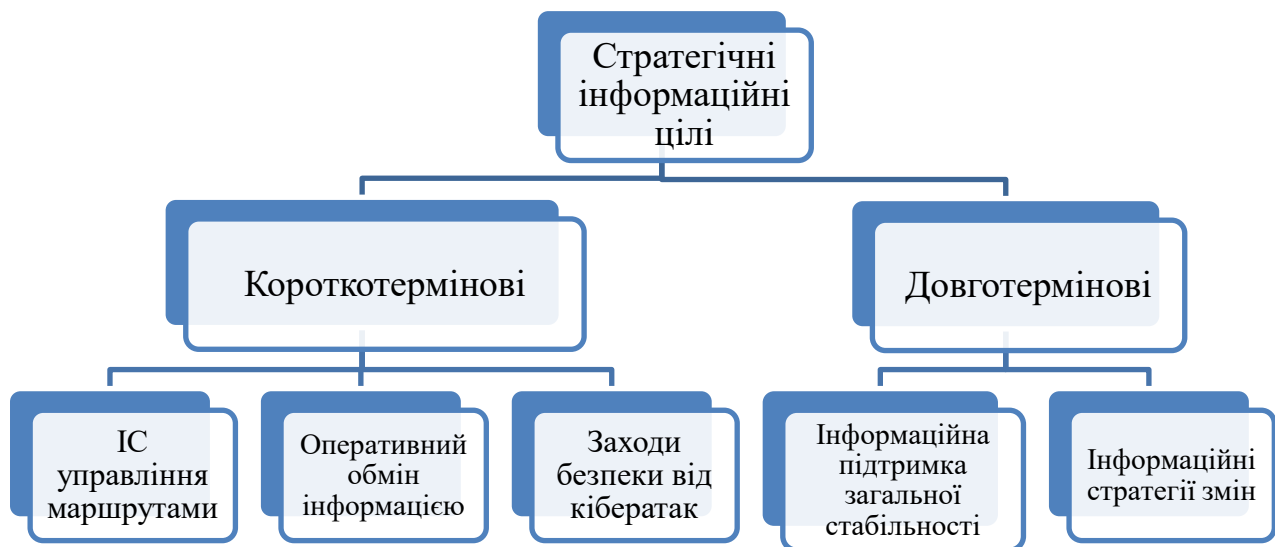 Стратегічні
інформаційні
цілі
Короткотермінові
Довготермінові
ІС
управління
маршрутами
Оперативний
обмін
інформацією
Заходи
безпеки від
кібератак
Інформаційна
підтримка
загальної
стабільності
Інформаційні
стратегії змін